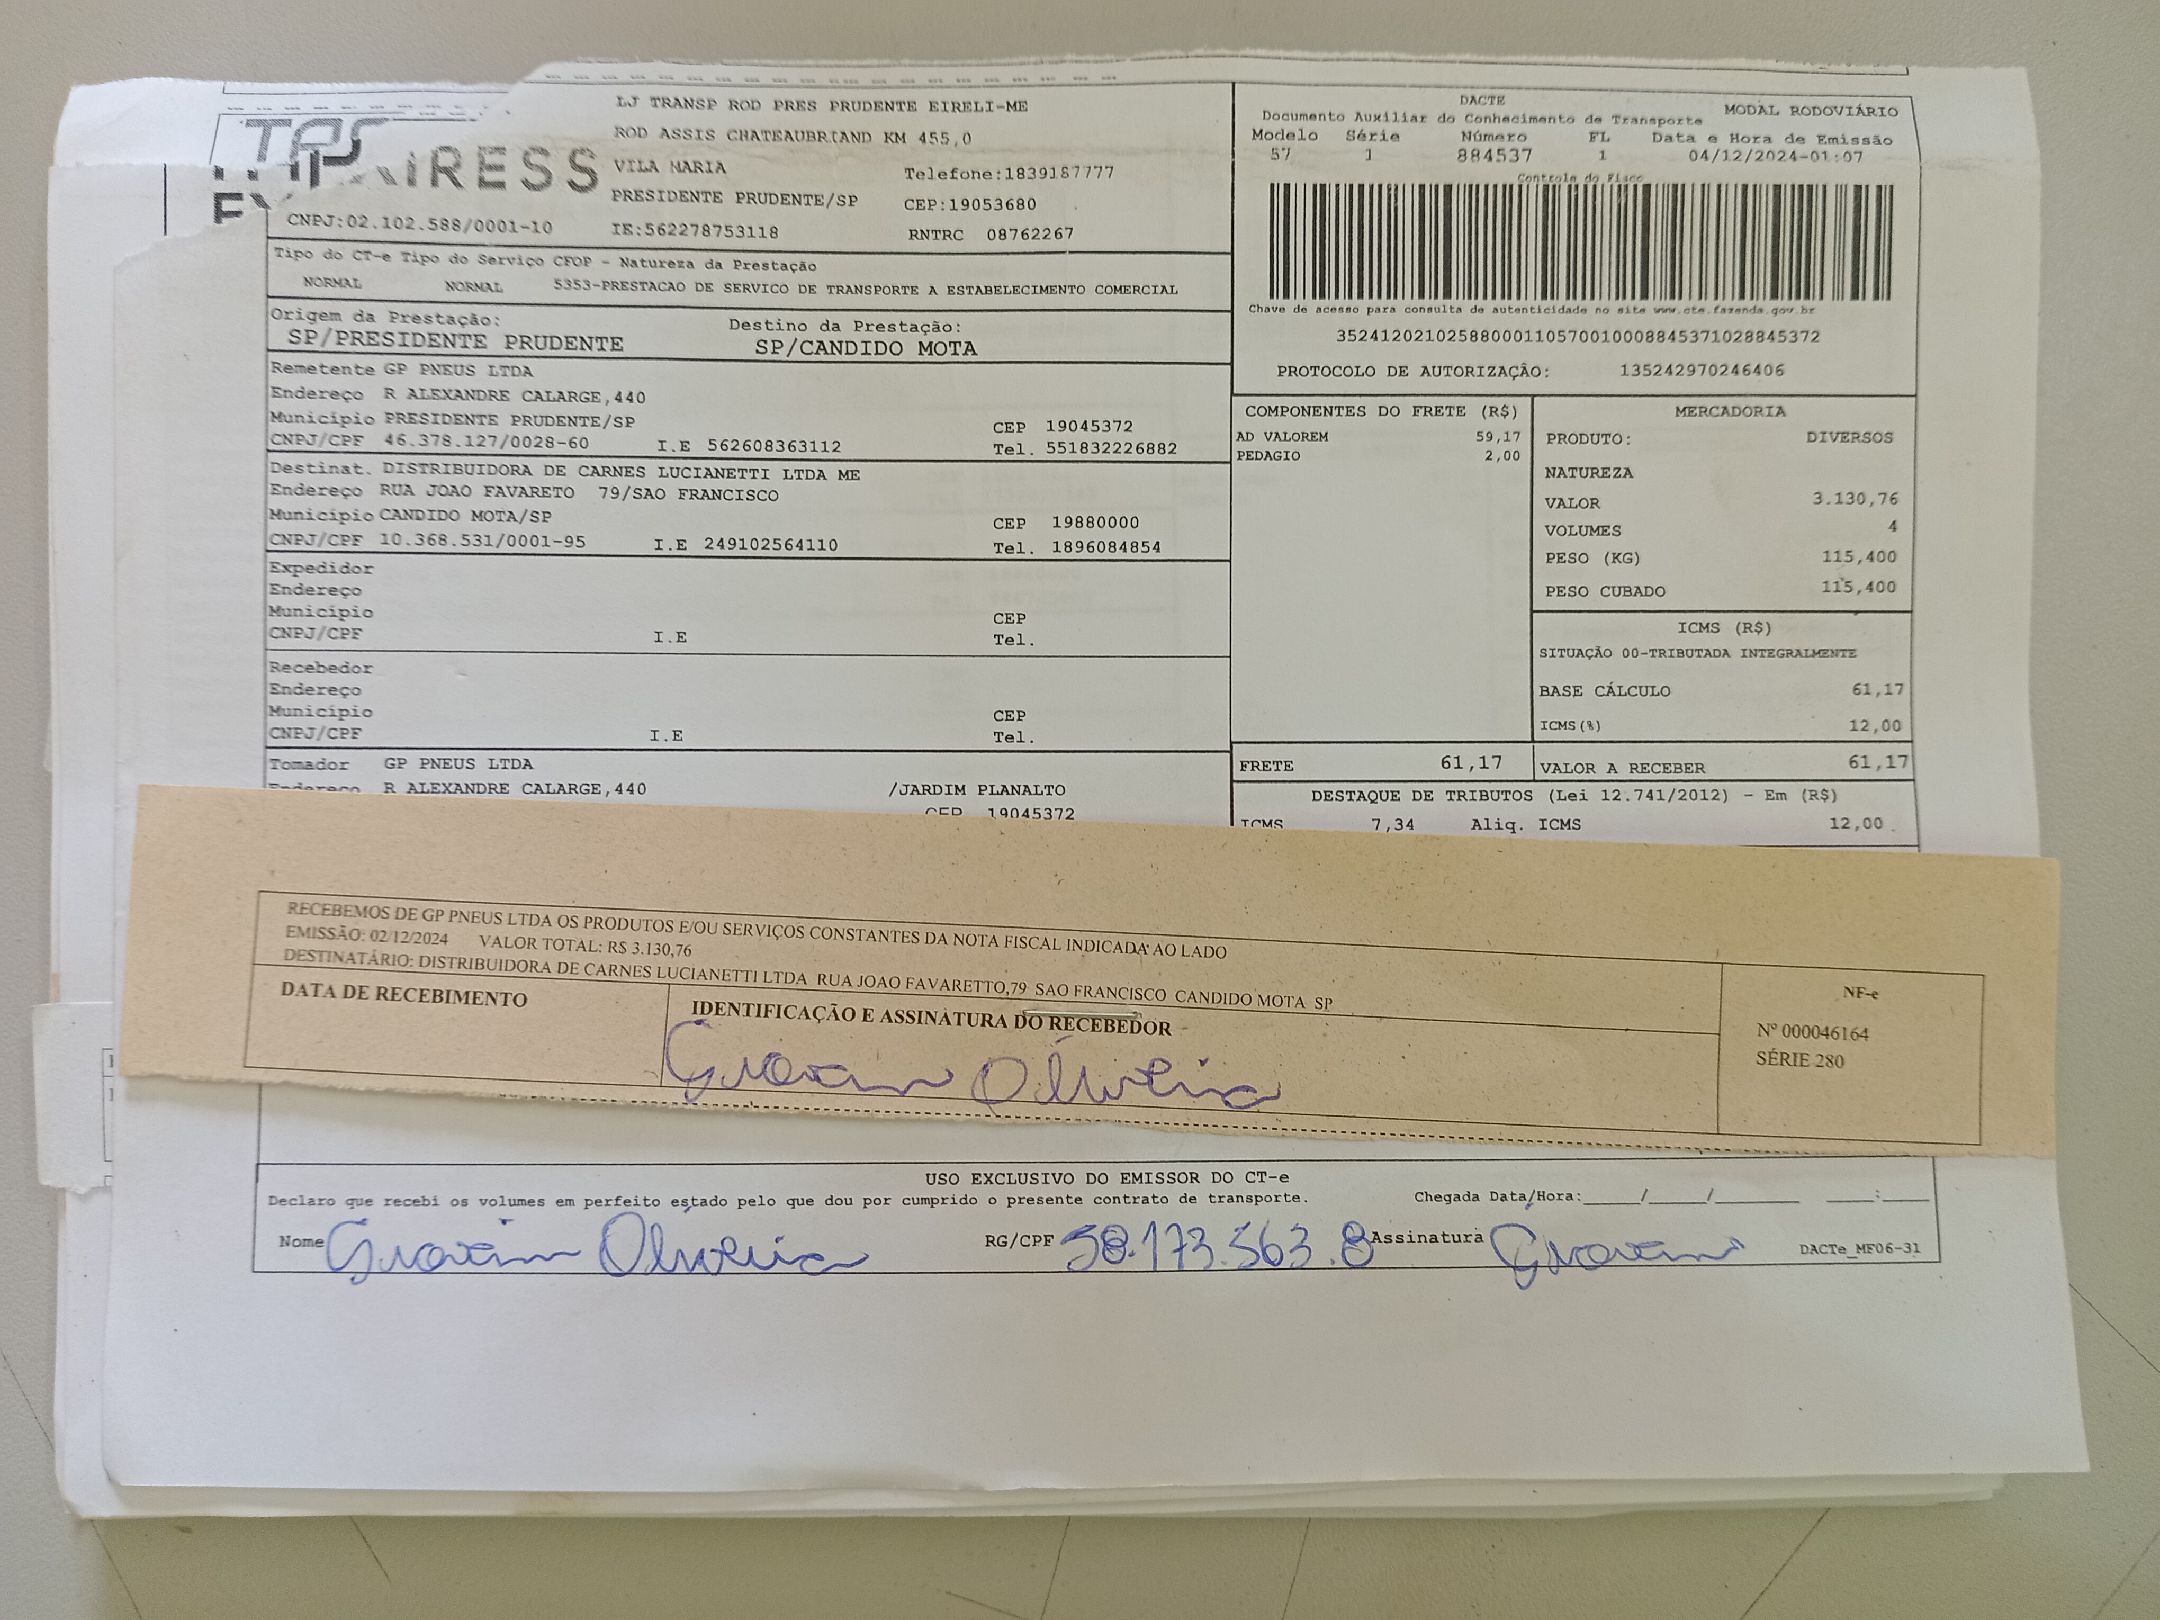 LJ TRANSP ROD PRES PRUDENTE EIRELI-ME
ROD ASSIS CHATEAUBRIAND KM 455,0
VILA MARIA
Telefone:1839187777
PRESIDENTE PRUDENTE/SP
CEP:19053680
CNPJ:02.102.588/0001-10
IE:562278753118
RNTRC 08762267
DACTE
MODAL RODOVIÁRIO
Documento Auxiliar do Conhecimento de Transporte
Modelo Série Número FL Data e Hora de Emissão
57 1 884537 1 04/12/2024-01:07
Controle do Fisco
Chave de acesso para consulta de autenticidade no site www.cte.fazenda.gov.br
35241202102588000110570010008845371028845372
PROTOCOLO DE AUTORIZAÇÃO: 135242970246406
Tipo do CT-e Tipo do Serviço CFOP - Natureza da Prestação
NORMAL NORMAL 5353-PRESTACAO DE SERVICO DE TRANSPORTE A ESTABELECIMENTO COMERCIAL
Origem da Prestação: Destino da Prestação:
SP/PRESIDENTE PRUDENTE SP/CANDIDO MOTA
Remetente GP PNEUS LTDA
Endereço R ALEXANDRE CALARGE,440
Município PRESIDENTE PRUDENTE/SP CEP 19045372
CNPJ/CPF 46.378.127/0028-60 I.E 562608363112 Tel. 551832226882
Destinat. DISTRIBUIDORA DE CARNES LUCIANETTI LTDA ME
Endereço RUA JOAO FAVARETO 79/SAO FRANCISCO
Município CANDIDO MOTA/SP CEP 19880000
CNPJ/CPF 10.368.531/0001-95 I.E 249102564110 Tel. 1896084854
Expedidor
Endereço
Município CEP
CNPJ/CPF I.E Tel.
Recebedor
Endereço
Município CEP
CNPJ/CPF I.E Tel.
Tomador GP PNEUS LTDA
Endereço R ALEXANDRE CALARGE,440 /JARDIM PLANALTO
CEP 19045372
COMPONENTES DO FRETE (R$)
AD VALOREM 59,17
PEDAGIO 2,00
MERCADORIA
PRODUTO: DIVERSOS
NATUREZA
VALOR 3.130,76
VOLUMES 4
PESO (KG) 115,400
PESO CUBADO 115,400
ICMS (R$)
SITUAÇÃO 00-TRIBUTADA INTEGRALMENTE
BASE CÁLCULO 61,17
ICMS(%) 12,00
FRETE 61,17 VALOR A RECEBER 61,17
DESTAQUE DE TRIBUTOS (Lei 12.741/2012) - Em (R$)
ICMS 7,34 Aliq. ICMS 12,00
RECEBEMOS DE GP PNEUS LTDA OS PRODUTOS E/OU SERVIÇOS CONSTANTES DA NOTA FISCAL INDICADA AO LADO
EMISSÃO: 02/12/2024 VALOR TOTAL: R$ 3.130,76
DESTINATÁRIO: DISTRIBUIDORA DE CARNES LUCIANETTI LTDA RUA JOAO FAVARETTO,79 SAO FRANCISCO CANDIDO MOTA SP
DATA DE RECEBIMENTO
IDENTIFICAÇÃO E ASSINATURA DO RECEBEDOR
Oliveira
NF-e
Nº 000046164
SÉRIE 280
USO EXCLUSIVO DO EMISSOR DO CT-e
Declaro que recebi os volumes em perfeito estado pelo que dou por cumprido o presente contrato de transporte. Chegada Data/Hora:_____/_____/________ _____:_____
Nome Oliveira RG/CPF 58.173.563.8 Assinatura DACTe_MF06-31